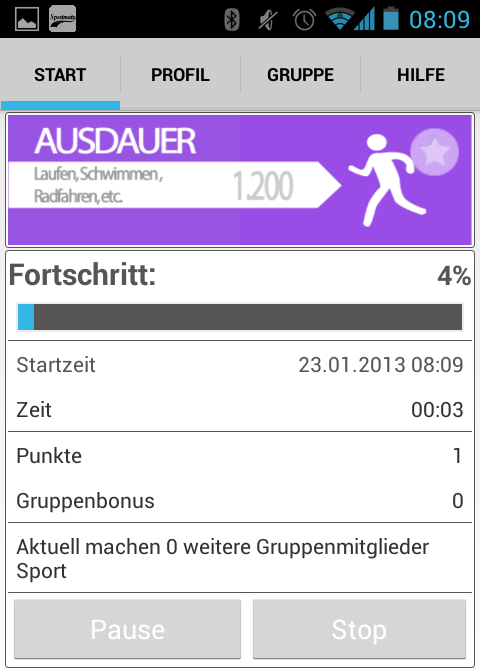 Sportmate
08:09
START PROFIL GRUPPE HILFE
AUSDAUER
Laufen, Schwimmen,
Radfahren, etc.
1.200
Fortschritt: 4%
Startzeit 23.01.2013 08:09
Zeit 00:03
Punkte 1
Gruppenbonus 0
Aktuell machen 0 weitere Gruppenmitglieder
Sport
Pause Stop